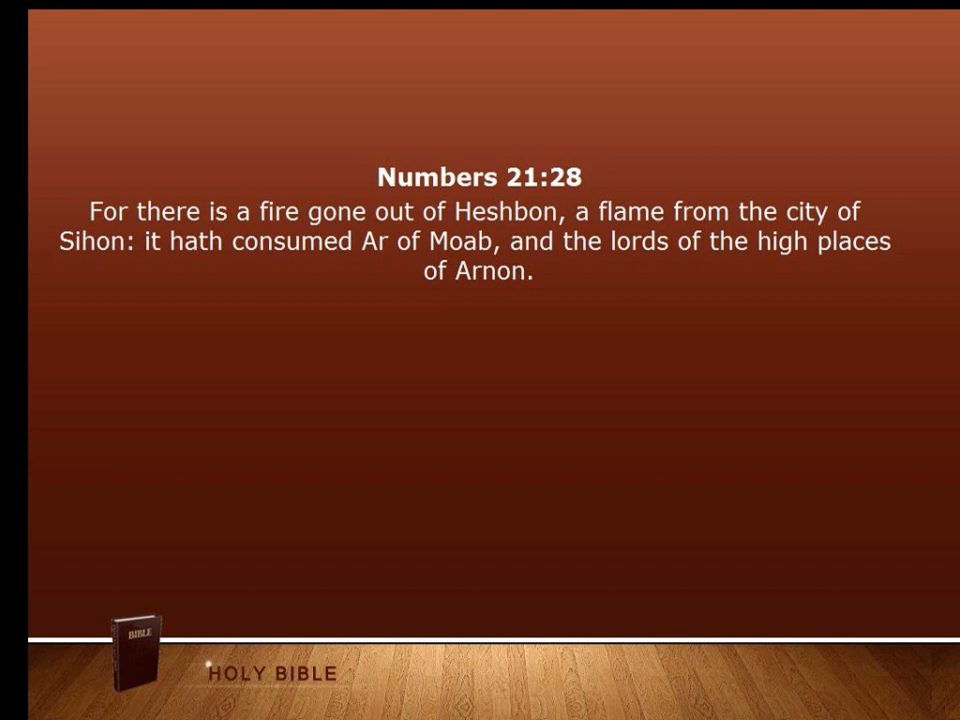 Numbers 21:28
For there is a fire gone out of Heshbon, a flame from the city of
Sihon: it hath consumed Ar of Moab, and the lords of the high places
of Arnon.
BIBLE
HOLY BIBLE